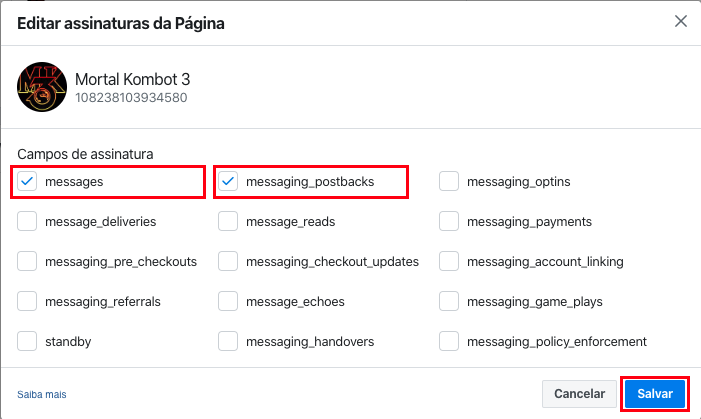 Editar assinaturas da Página
Mortal Kombot 3
108238103934580
Campos de assinatura
messages messaging_postbacks messaging_optins
message_deliveries message_reads messaging_payments
messaging_pre_checkouts messaging_checkout_updates messaging_account_linking
messaging_referrals message_echoes messaging_game_plays
standby messaging_handovers messaging_policy_enforcement
Saiba mais Cancelar Salvar